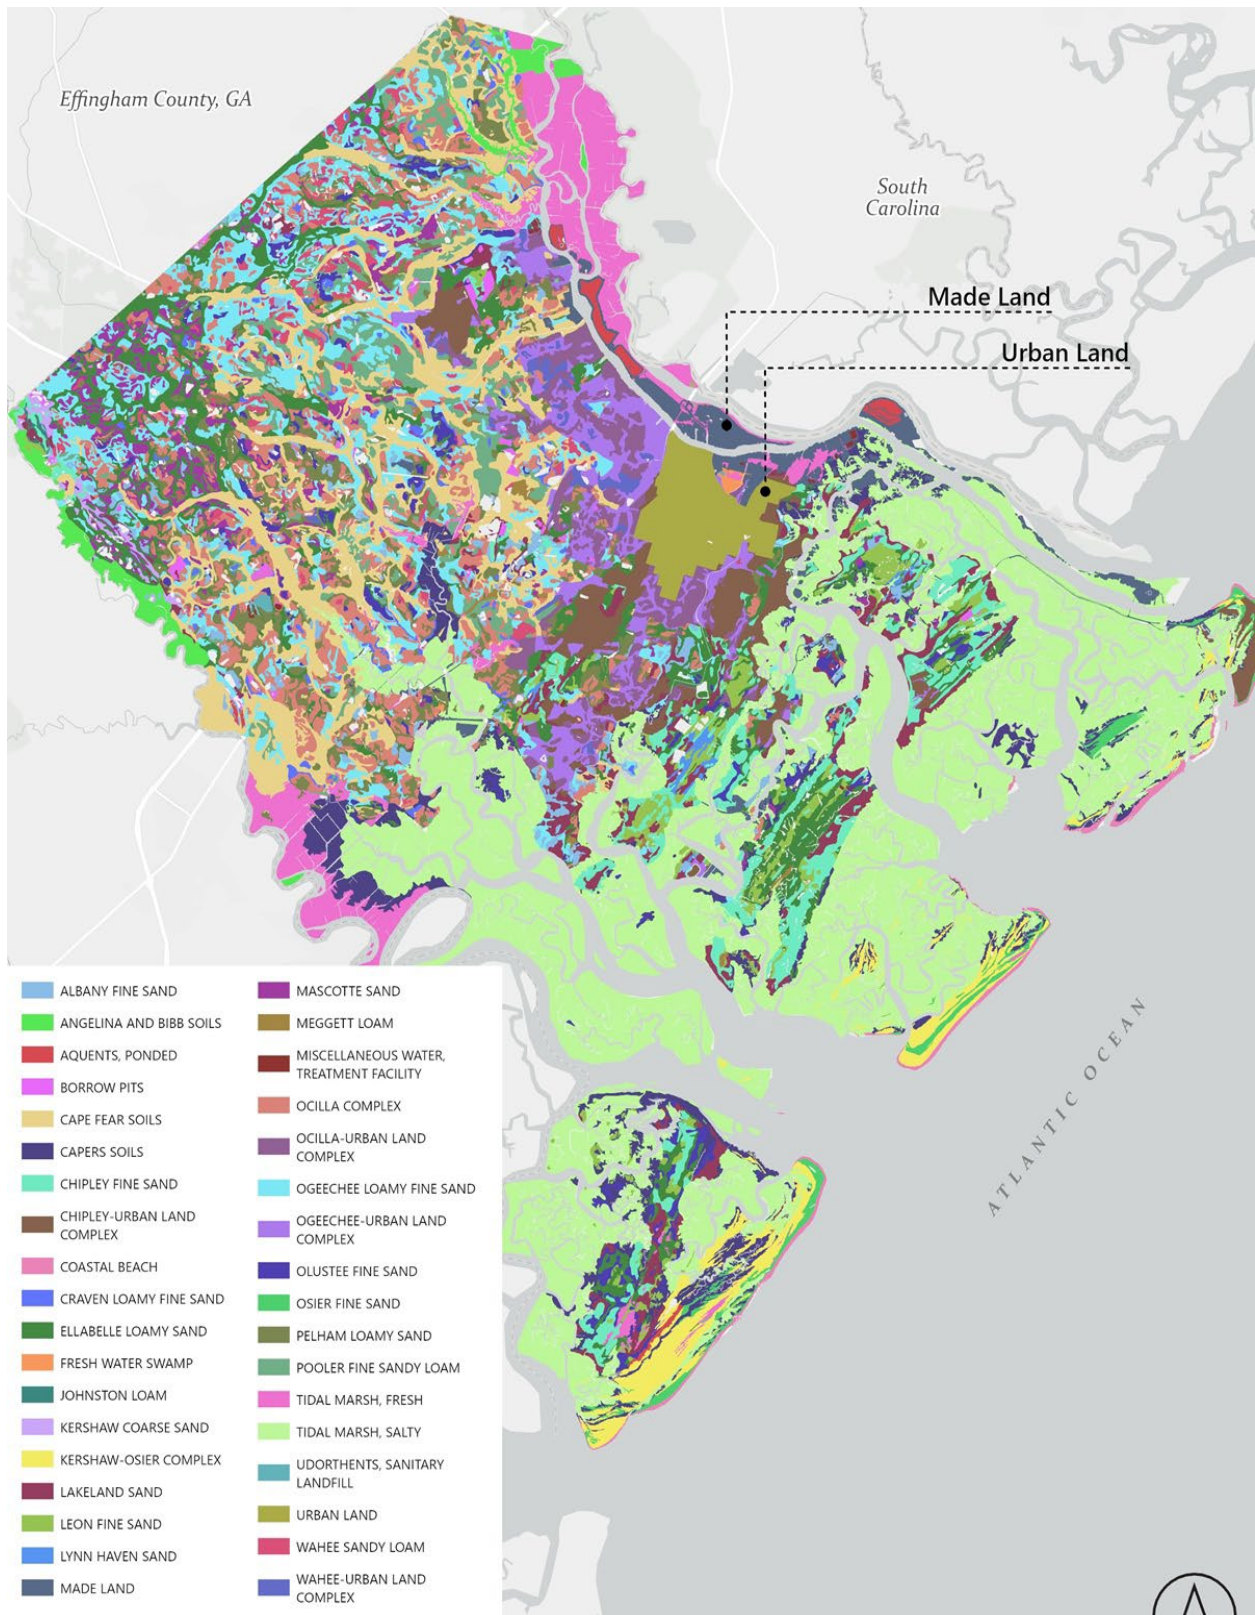 Effingham County, GA
South
Carolina
Made Land
Urban Land
ATLANTIC OCEAN
ALBANY FINE SAND
ANGELINA AND BIBB SOILS
AQUENTS, PONDED
BORROW PITS
CAPE FEAR SOILS
CAPERS SOILS
CHIPLEY FINE SAND
CHIPLEY-URBAN LAND
COMPLEX
COASTAL BEACH
CRAVEN LOAMY FINE SAND
ELLABELLE LOAMY SAND
FRESH WATER SWAMP
JOHNSTON LOAM
KERSHAW COARSE SAND
KERSHAW-OSIER COMPLEX
LAKELAND SAND
LEON FINE SAND
LYNN HAVEN SAND
MADE LAND
MASCOTTE SAND
MEGGETT LOAM
MISCELLANEOUS WATER,
TREATMENT FACILITY
OCILLA COMPLEX
OCILLA-URBAN LAND
COMPLEX
OGEECHEE LOAMY FINE SAND
OGEECHEE-URBAN LAND
COMPLEX
OLUSTEE FINE SAND
OSIER FINE SAND
PELHAM LOAMY SAND
POOLER FINE SANDY LOAM
TIDAL MARSH, FRESH
TIDAL MARSH, SALTY
UDORTHENTS, SANITARY
LANDFILL
URBAN LAND
WAHEE SANDY LOAM
WAHEE-URBAN LAND
COMPLEX